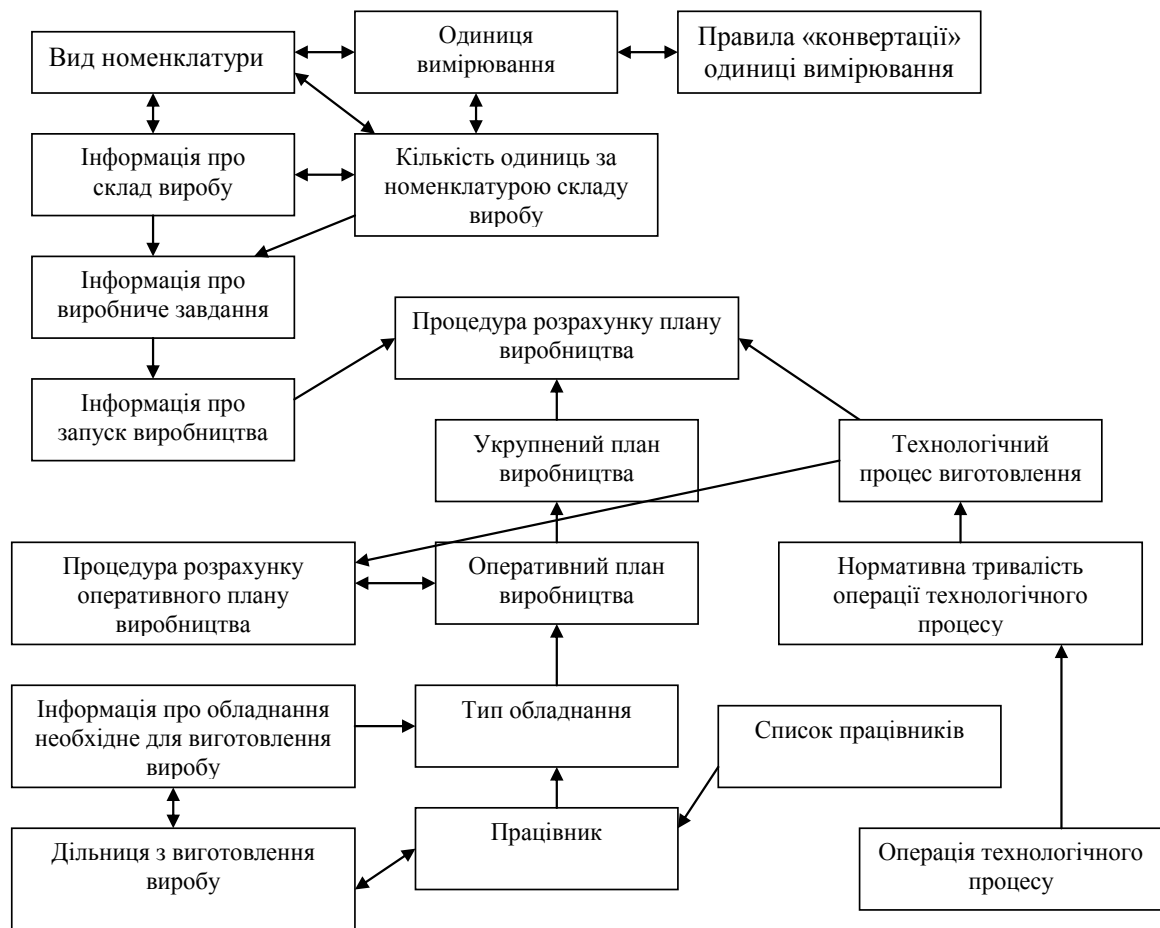 Вид номенклатури
Одиниця
вимірювання
Правила «конвертації»
одиниці вимірювання
Інформація про
склад виробу
Кількість одиниць за
номенклатурою складу
виробу
Інформація про
виробниче завдання
Процедура розрахунку плану
виробництва
Інформація про
запуск виробництва
Укрупнений план
виробництва
Технологічний
процес виготовлення
Процедура розрахунку
оперативного плану
виробництва
Оперативний план
виробництва
Нормативна тривалість
операції технологічного
процесу
Інформація про обладнання
необхідне для виготовлення
виробу
Тип обладнання
Список працівників
Дільниця з виготовлення
виробу
Працівник
Операція технологічного
процесу